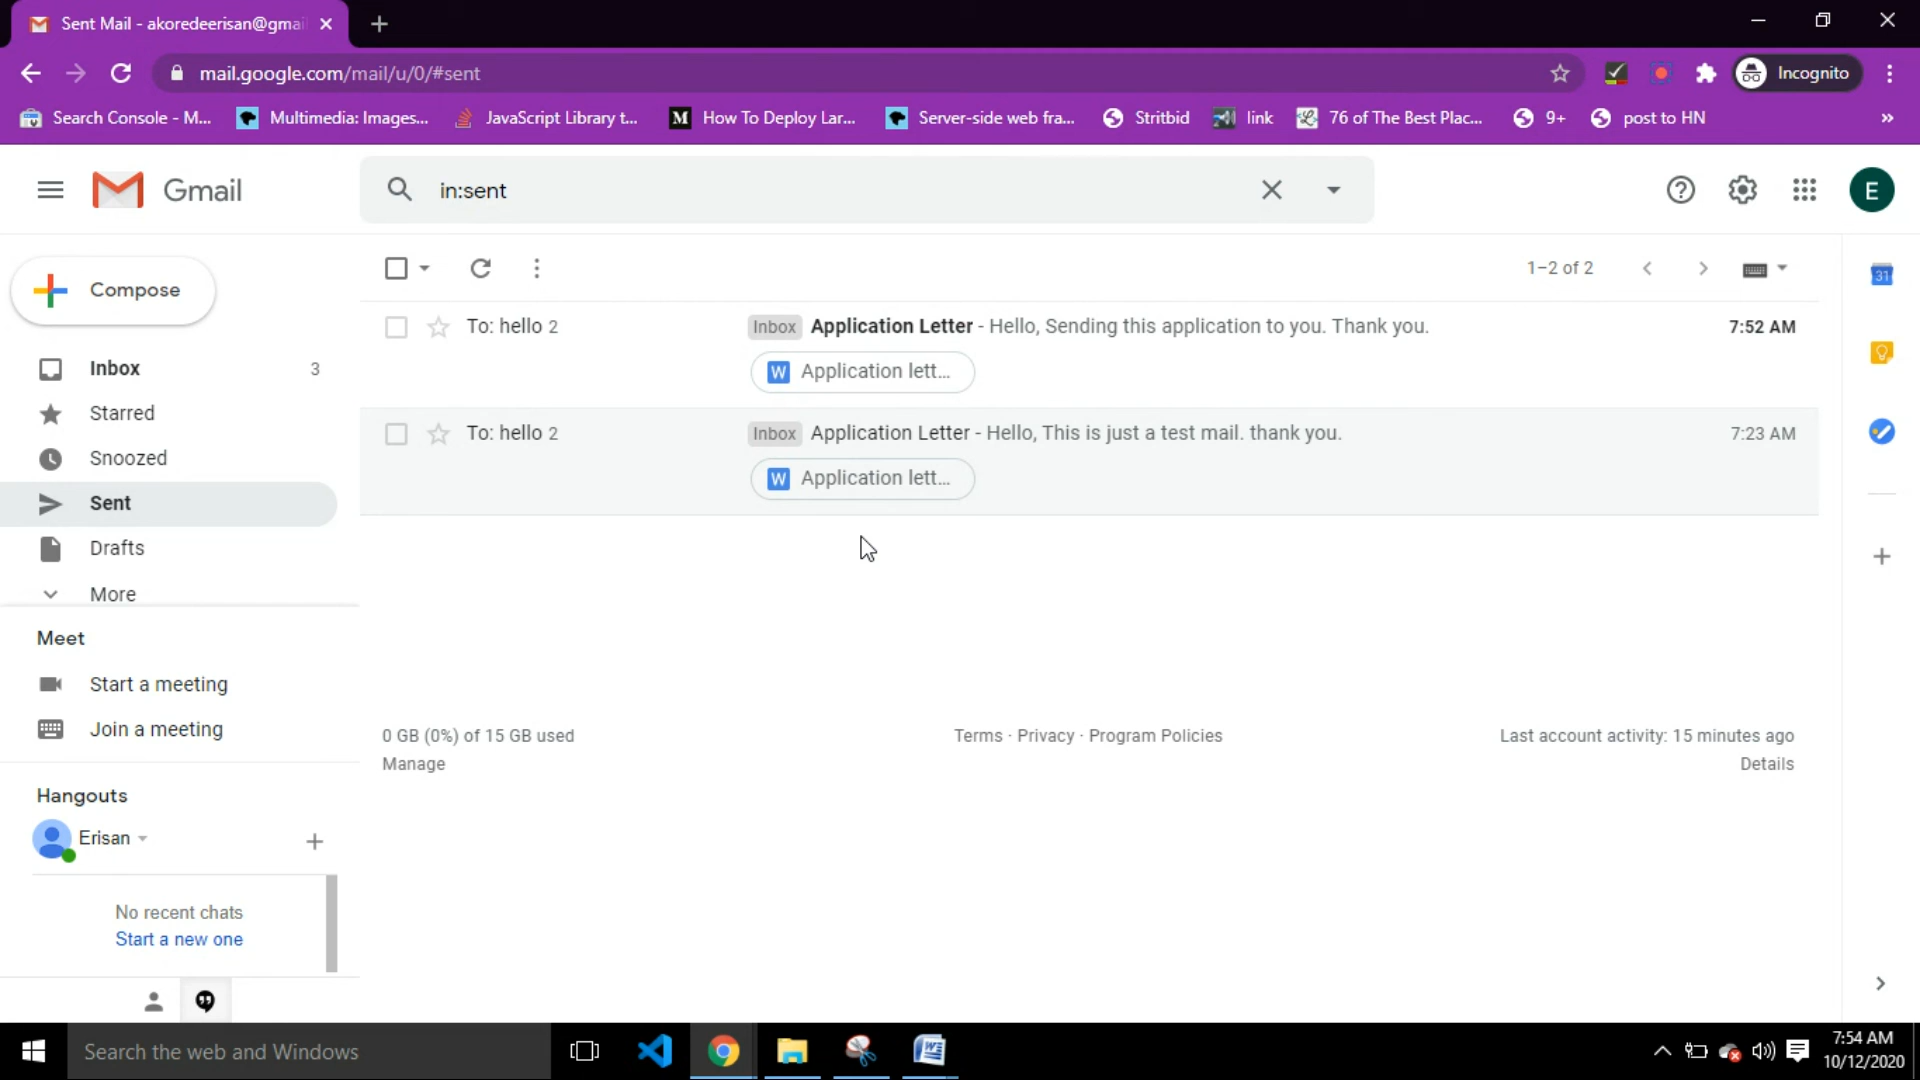 Sent Mail - akoredeerisan@gmai
mail.google.com/mail/u/0/#sent
Incognito
Search Console - M...
Multimedia: Images...
JavaScript Library t...
M
How To Deploy Lar...
Server-side web fra...
Stritbid
link
76 of The Best Plac...
9+
post to HN
»
Gmail
in:sent
E
Compose
1–2 of 2
31
To: hello 2
Inbox
Application Letter - Hello, Sending this application to you. Thank you.
7:52 AM
W
Application lett...
To: hello 2
Inbox
Application Letter - Hello, This is just a test mail. thank you.
7:23 AM
W
Application lett...
Inbox
3
Starred
Snoozed
Sent
Drafts
More
Meet
Start a meeting
Join a meeting
Hangouts
Erisan
No recent chats
Start a new one
0 GB (0%) of 15 GB used
Manage
Terms · Privacy · Program Policies
Last account activity: 15 minutes ago
Details
Search the web and Windows
7:54 AM
10/12/2020